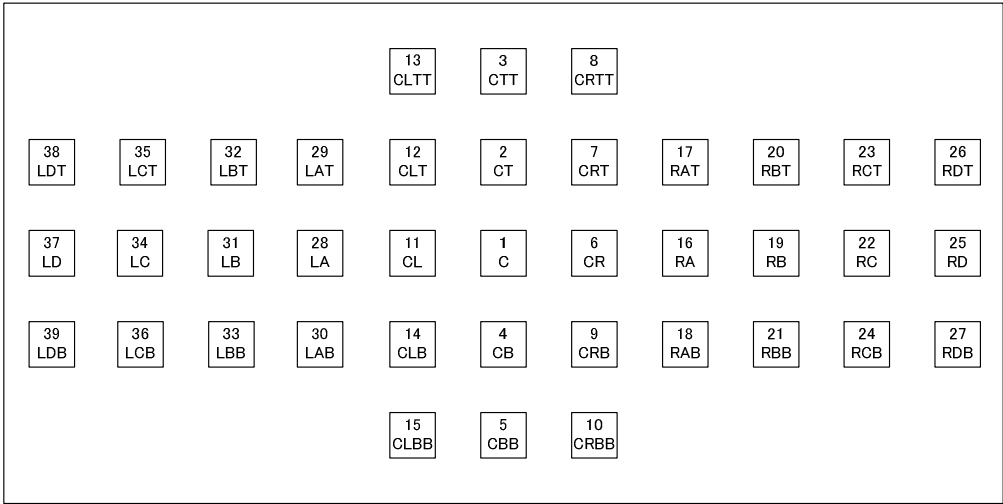 13 3 8
CLTT CTT CRTT
38 35 32 29 12 2 7 17 20 23 26
LDT LCT LBT LAT CLT CT CRT RAT RBT RCT RDT
37 34 31 28 11 1 6 16 19 22 25
LD LC LB LA CL C CR RA RB RC RD
39 36 33 30 14 4 9 18 21 24 27
LDB LCB LBB LAB CLB CB CRB RAB RBB RCB RDB
15 5 10
CLBB CBB CRBB